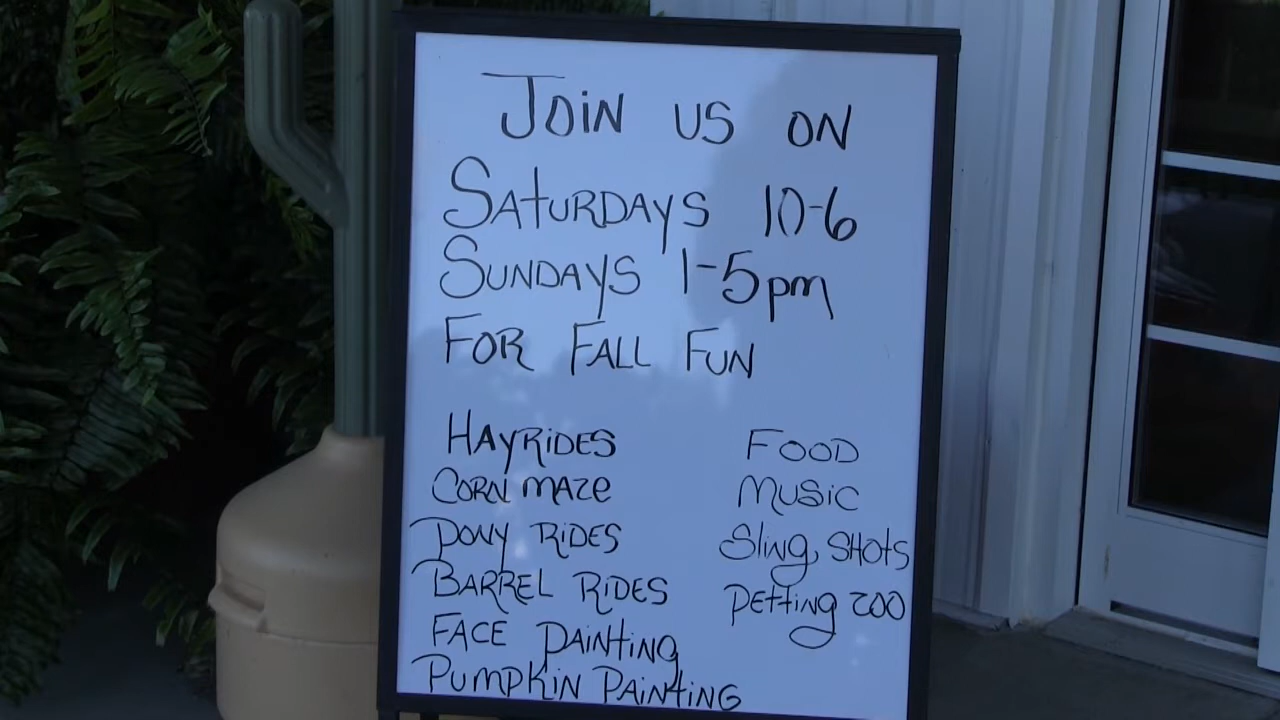 JOiN US ON
SATURDAYS 10-6
SUNDAYS 1-5pm
FOR FALL FUN
HAYRiDES
CORN MAZe
PONY RiDES
BARREL RiDES
FACE PAiNtiNG
PUMPKiN PAiNTiNG
FOOD
MUSiC
Sling SHOtS
Petting zoo